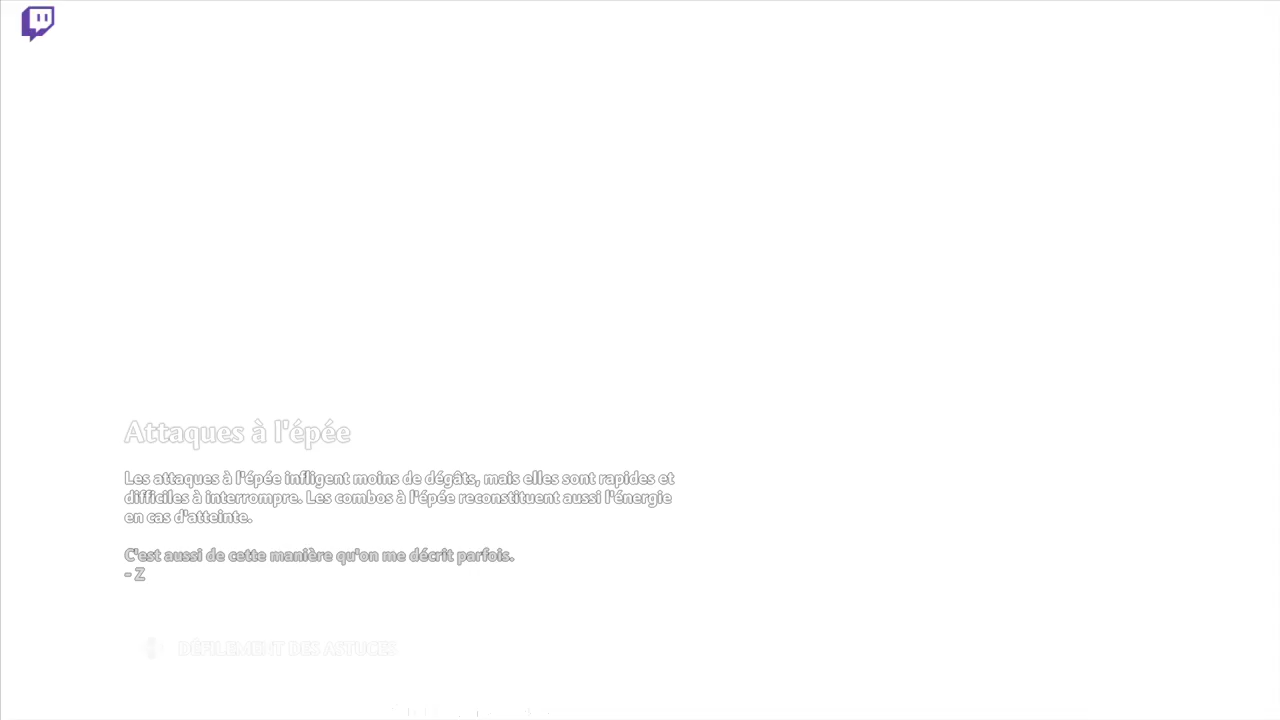 Attaques à l'épée
Les attaques à l'épée infligent moins de dégâts, mais elles sont rapides et
difficiles à interrompre. Les combos à l'épée reconstituent aussi l'énergie
en cas d'atteinte.
C'est aussi de cette manière qu'on me décrit parfois.
- Z
DÉFILEMENT DES ASTUCES